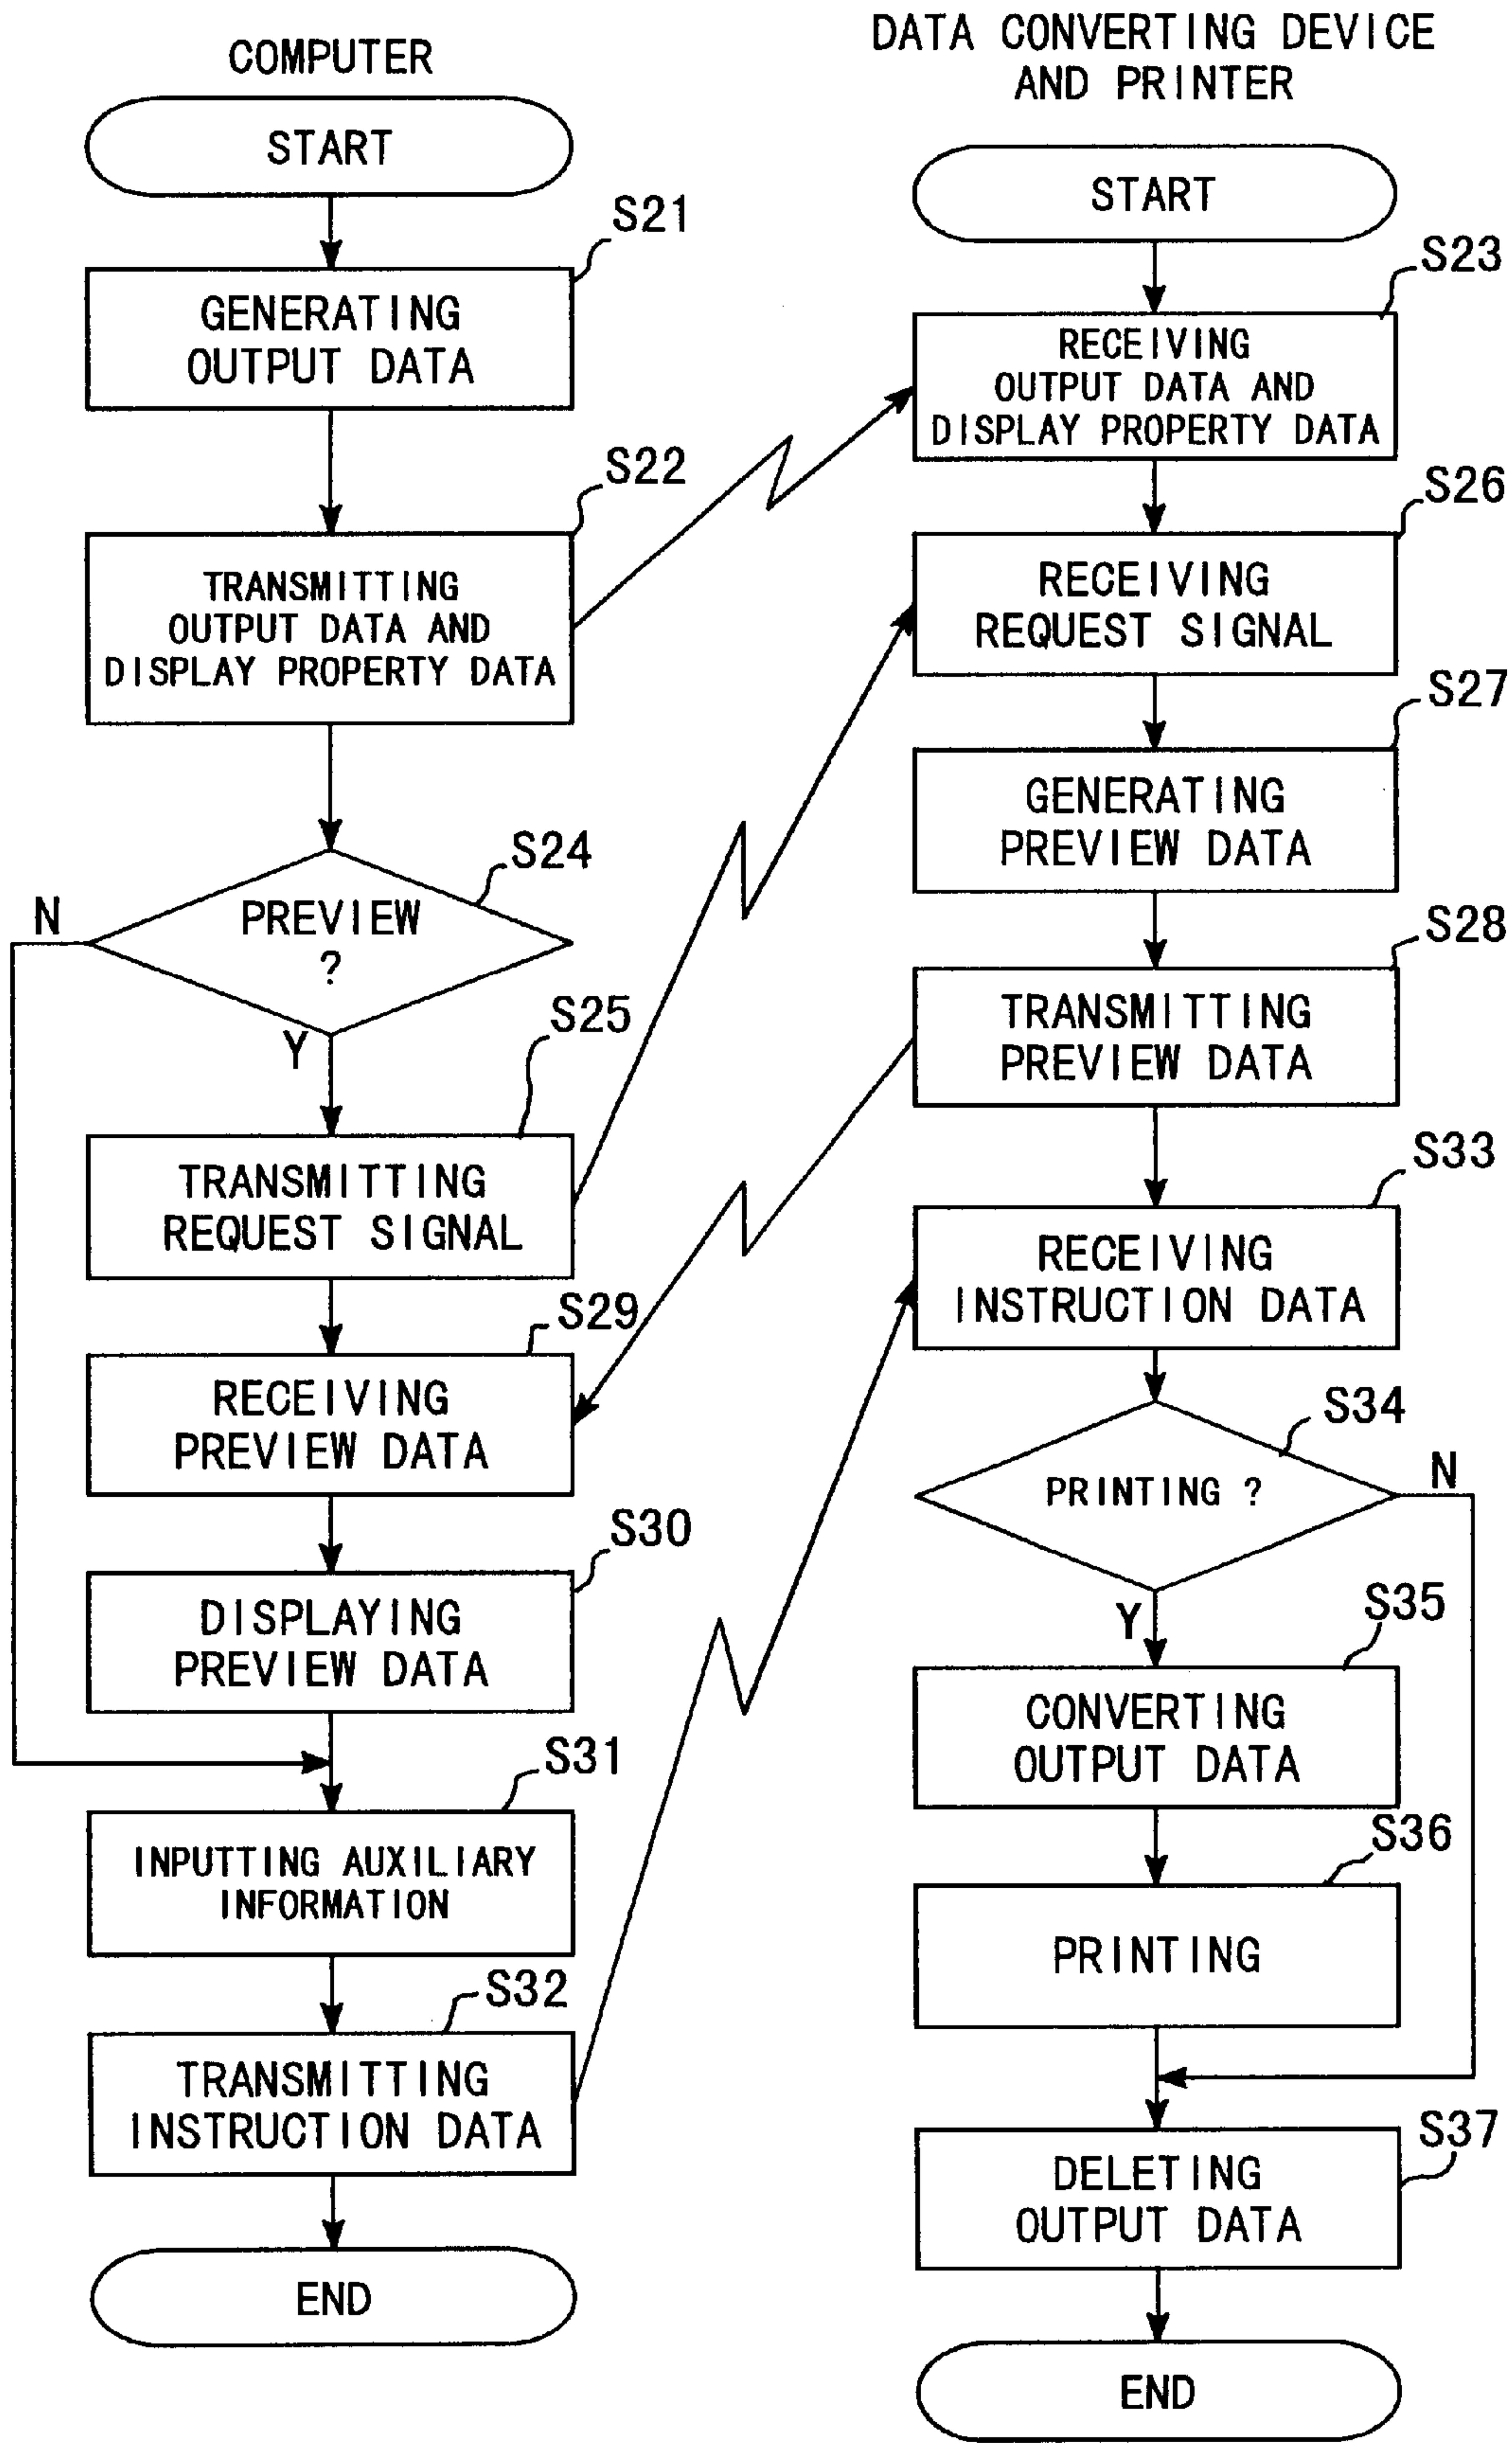 COMPUTER
START
S21
GENERATING
OUTPUT DATA
S22
TRANSMITTING
OUTPUT DATA AND
DISPLAY PROPERTY DATA
S24
PREVIEW
?
N
Y
S25
TRANSMITTING
REQUEST SIGNAL
S29
RECEIVING
PREVIEW DATA
S30
DISPLAYING
PREVIEW DATA
S31
INPUTTING AUXILIARY
INFORMATION
S32
TRANSMITTING
INSTRUCTION DATA
END
DATA CONVERTING DEVICE
AND PRINTER
START
S23
RECEIVING
OUTPUT DATA AND
DISPLAY PROPERTY DATA
S26
RECEIVING
REQUEST SIGNAL
S27
GENERATING
PREVIEW DATA
S28
TRANSMITTING
PREVIEW DATA
S33
RECEIVING
INSTRUCTION DATA
S34
PRINTING ?
N
Y
S35
CONVERTING
OUTPUT DATA
S36
PRINTING
S37
DELETING
OUTPUT DATA
END